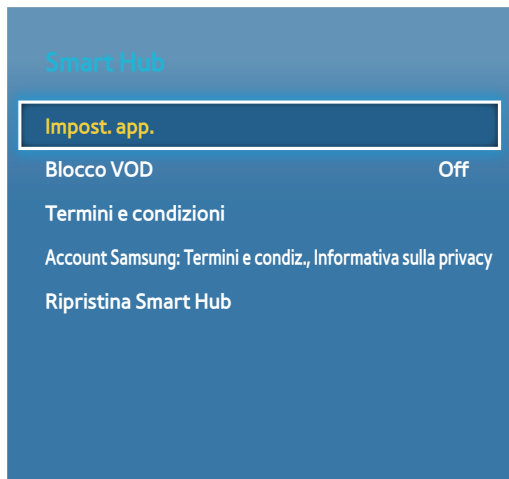 Smart Hub
Impost. app.
Blocco VOD Off
Termini e condizioni
Account Samsung: Termini e condiz., Informativa sulla privacy
Ripristina Smart Hub